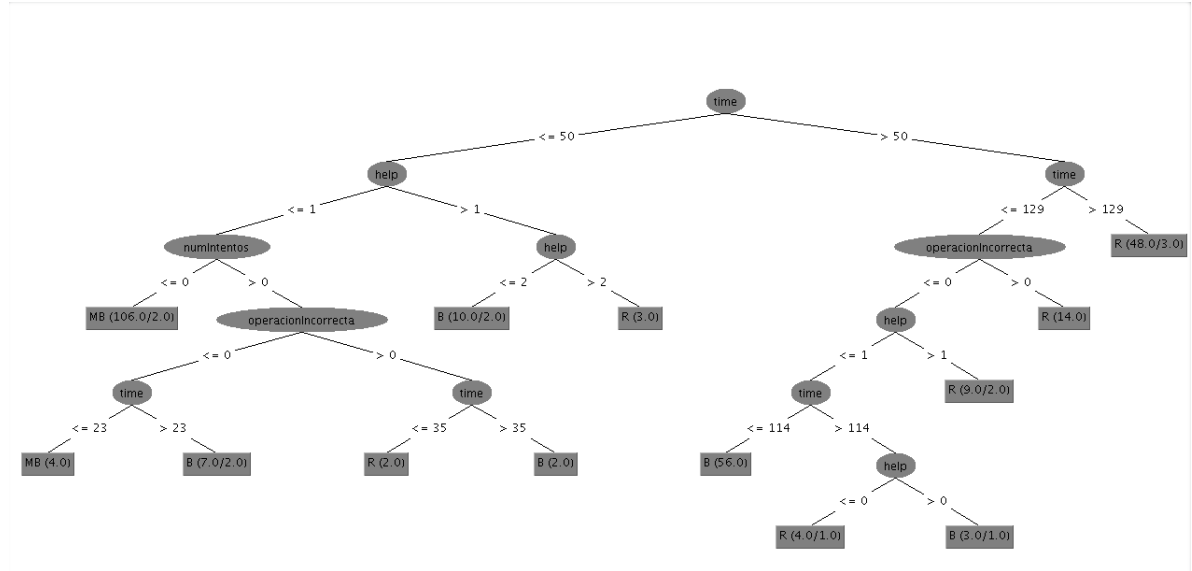 time
<= 50 > 50
help time
<= 1 > 1 <= 129 > 129
numIntentos help operacionIncorrecta R (48.0/3.0)
<= 0 > 0 <= 2 > 2 <= 0 > 0
MB (106.0/2.0) operacionIncorrecta B (10.0/2.0) R (3.0) help R (14.0)
<= 0 > 0 <= 1 > 1
time time time R (9.0/2.0)
<= 23 > 23 <= 35 > 35 <= 114 > 114
MB (4.0) B (7.0/2.0) R (2.0) B (2.0) B (56.0) help
<= 0 > 0
R (4.0/1.0) B (3.0/1.0)